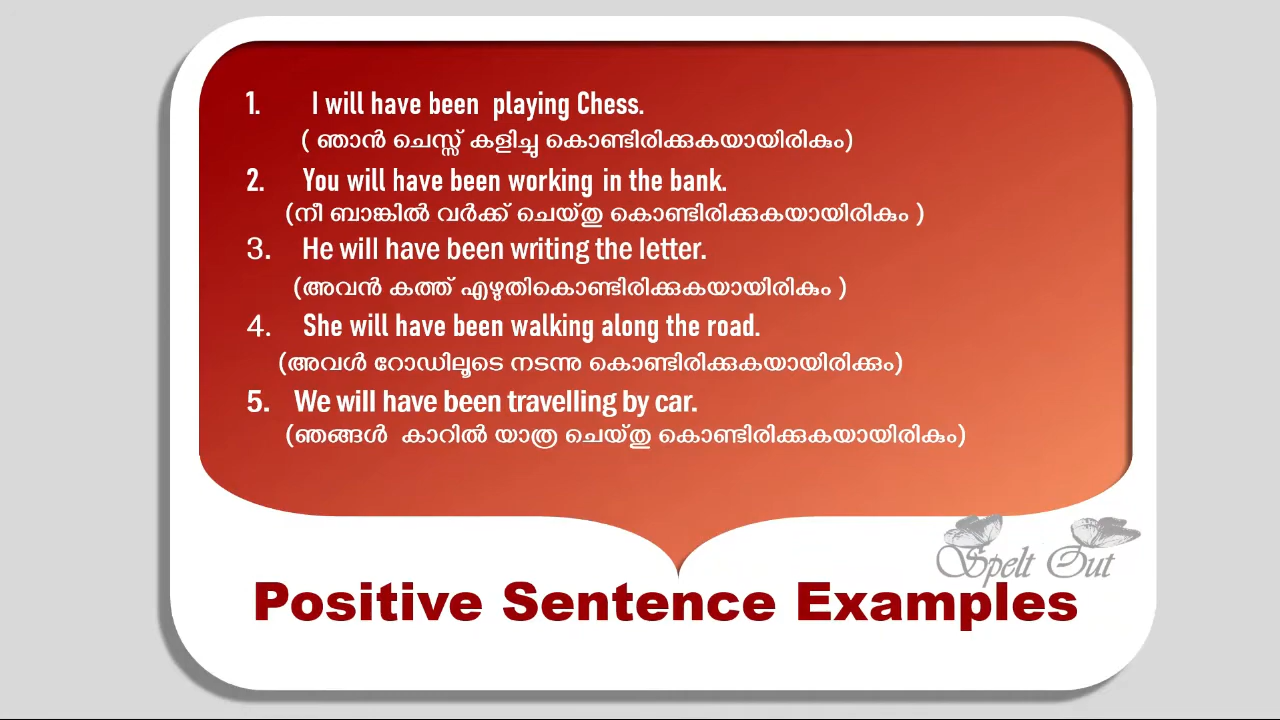 1. I will have been playing Chess.
( ഞാൻ ചെസ്സ് കളിച്ചു കൊണ്ടിരിക്കുകയായിരികും)
2. You will have been working in the bank.
(നീ ബാങ്കിൽ വർക്ക് ചെയ്തു കൊണ്ടിരിക്കുകയായിരികും )
3. He will have been writing the letter.
(അവൻ കത്ത് എഴുതികൊണ്ടിരിക്കുകയായിരികും )
4. She will have been walking along the road.
(അവൾ റോഡിലൂടെ നടന്നു കൊണ്ടിരിക്കുകയായിരിക്കും)
5. We will have been travelling by car.
(ഞങ്ങൾ കാറിൽ യാത്ര ചെയ്തു കൊണ്ടിരിക്കുകയായിരികും)
Spelt Out
Positive Sentence Examples